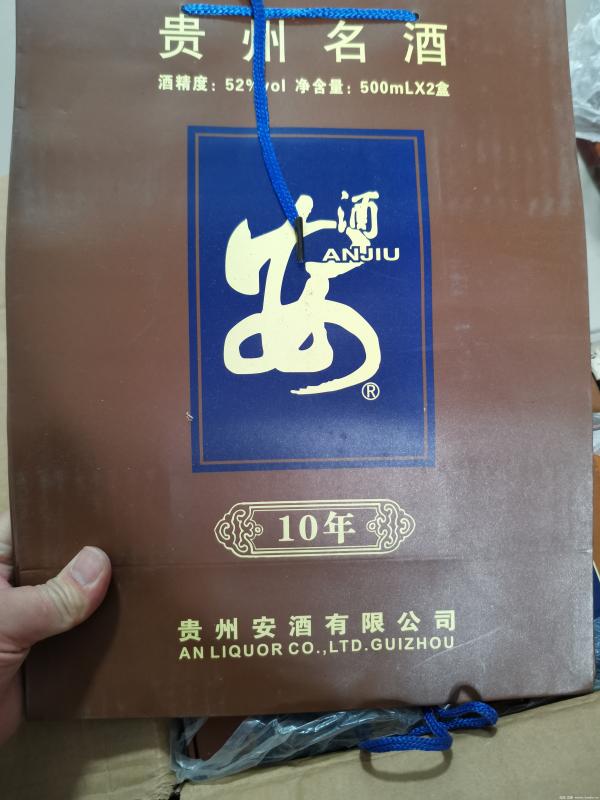 贵州名酒
酒精度：52%vol 净含量：500mLX2盒
安酒
ANJIU
®
10年
贵州安酒有限公司
AN LIQUOR CO.,LTD.GUIZHOU